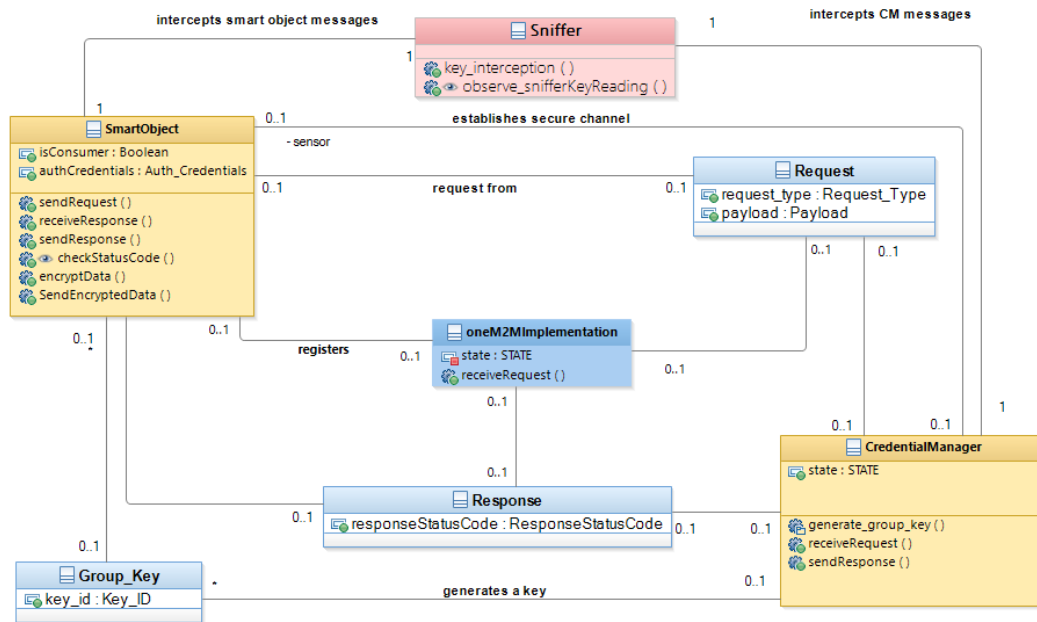 intercepts smart object messages
1
intercepts CM messages
Sniffer
1
key_interception ( )
observe_snifferKeyReading ( )
1
0..1
establishes secure channel
SmartObject
- sensor
isConsumer : Boolean
authCredentials : Auth_Credentials
0..1
request from
0..1
Request
request_type : Request_Type
payload : Payload
sendRequest ( )
receiveResponse ( )
sendResponse ( )
checkStatusCode ( )
encryptData ( )
SendEncryptedData ( )
0..1
0..1
0..1
0..1
*
registers
0..1
oneM2MImplementation
state : STATE
receiveRequest ( )
0..1
0..1
1
0..1
0..1
CredentialManager
state : STATE
0..1
Response
responseStatusCode : ResponseStatusCode
0..1
0..1
0..1
generate_group_key ( )
receiveRequest ( )
sendResponse ( )
0..1
Group_Key
key_id : Key_ID
*
generates a key
0..1